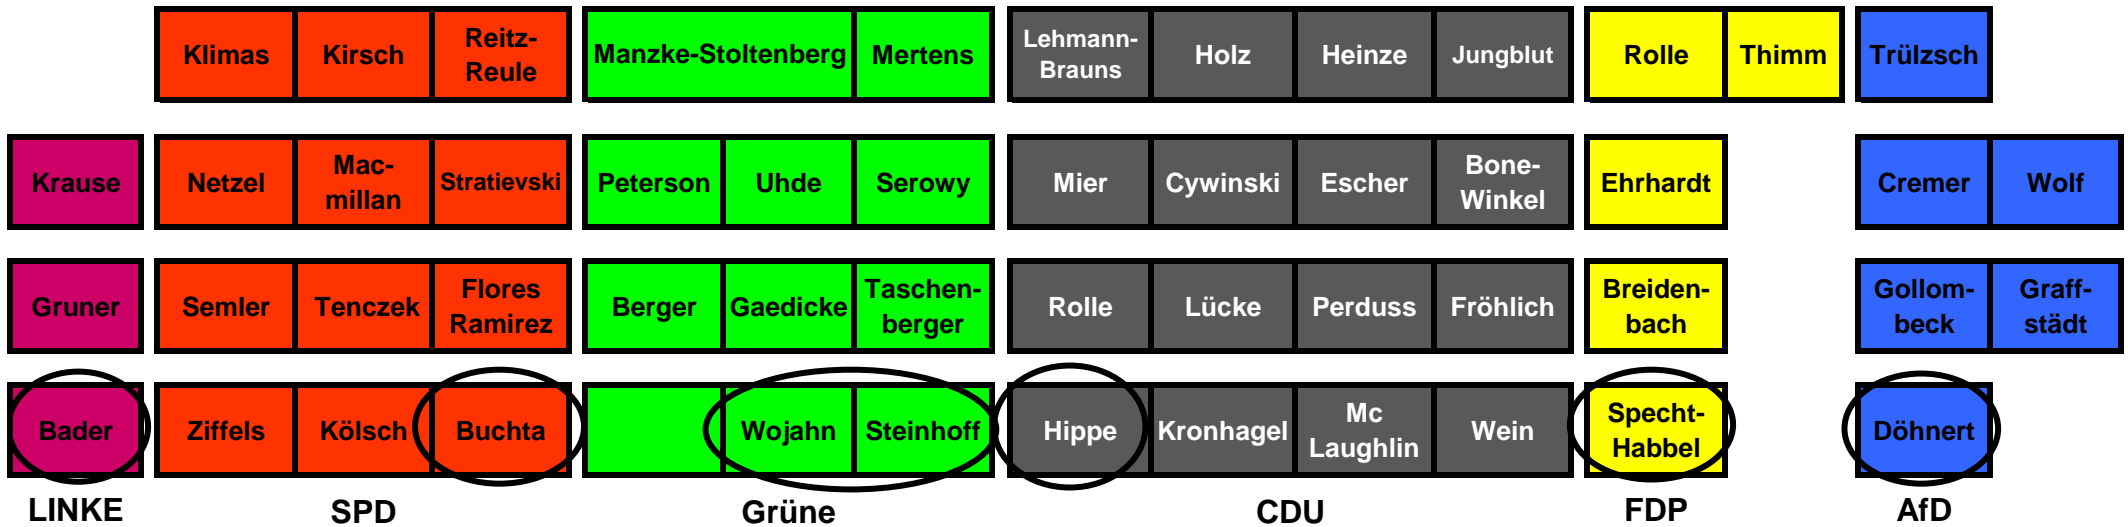 Klimas
Kirsch
Reitz-
Reule
Manzke-Stoltenberg
Mertens
Lehmann-
Brauns
Holz
Heinze
Jungblut
Rolle
Thimm
Trülzsch
Krause
Netzel
Mac-
millan
Stratievski
Peterson
Uhde
Serowy
Mier
Cywinski
Escher
Bone-
Winkel
Ehrhardt
Cremer
Wolf
Gruner
Semler
Tenczek
Flores
Ramirez
Berger
Gaedicke
Taschen-
berger
Rolle
Lücke
Perduss
Fröhlich
Breiden-
bach
Gollom-
beck
Graff-
städt
Bader
Ziffels
Kölsch
Buchta
Wojahn
Steinhoff
Hippe
Kronhagel
Mc
Laughlin
Wein
Specht-
Habbel
Döhnert
LINKE
SPD
Grüne
CDU
FDP
AfD